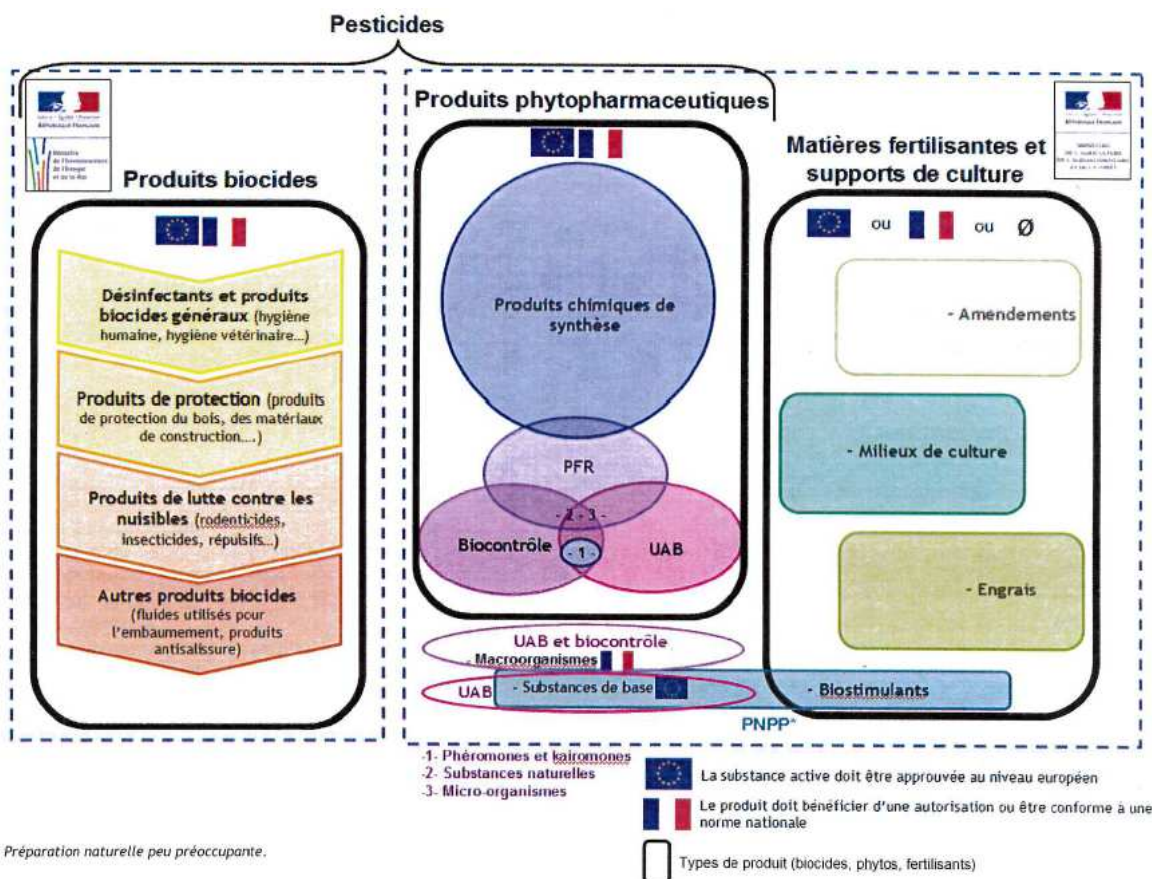 Pesticides
RÉPUBLIQUE FRANÇAISE
Produits biocides
Désinfectants et produits
biocides généraux (hygiène
humaine, hygiène vétérinaire...)
Produits de protection (produits
de protection du bois, des matériaux
de construction....)
Produits de lutte contre les
nuisibles (rodenticides,
insecticides, répulsifs...)
Autres produits biocides
(fluides utilisés pour
l'embaumement, produits
antisalissure)
Produits phytopharmaceutiques
Produits chimiques de
synthèse
PFR
- 2 - 3 -
Biocontrôle
- 1 -
UAB
UAB et biocontrôle
- Macroorganismes
UAB
- Substances de base
- Biostimulants
PNPP*
RÉPUBLIQUE FRANÇAISE
Matières fertilisantes et
supports de culture
ou ou Ø
- Amendements
- Milieux de culture
- Engrais
-1- Phéromones et kairomones
-2- Substances naturelles
-3- Micro-organismes
La substance active doit être approuvée au niveau européen
Le produit doit bénéficier d'une autorisation ou être conforme à une
norme nationale
Types de produit (biocides, phytos, fertilisants)
Préparation naturelle peu préoccupante.